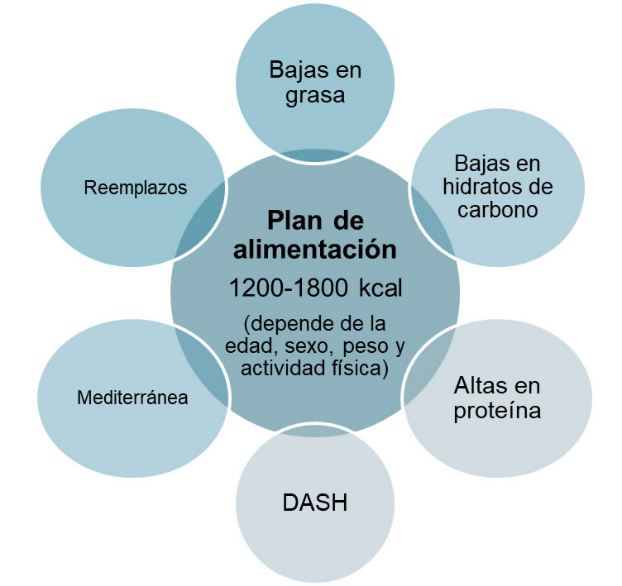 Bajas en
grasa
Bajas en
hidratos de
carbono
Altas en
proteína
DASH
Mediterránea
Reemplazos
Plan de
alimentación
1200-1800 kcal
(depende de la
edad, sexo, peso y
actividad física)